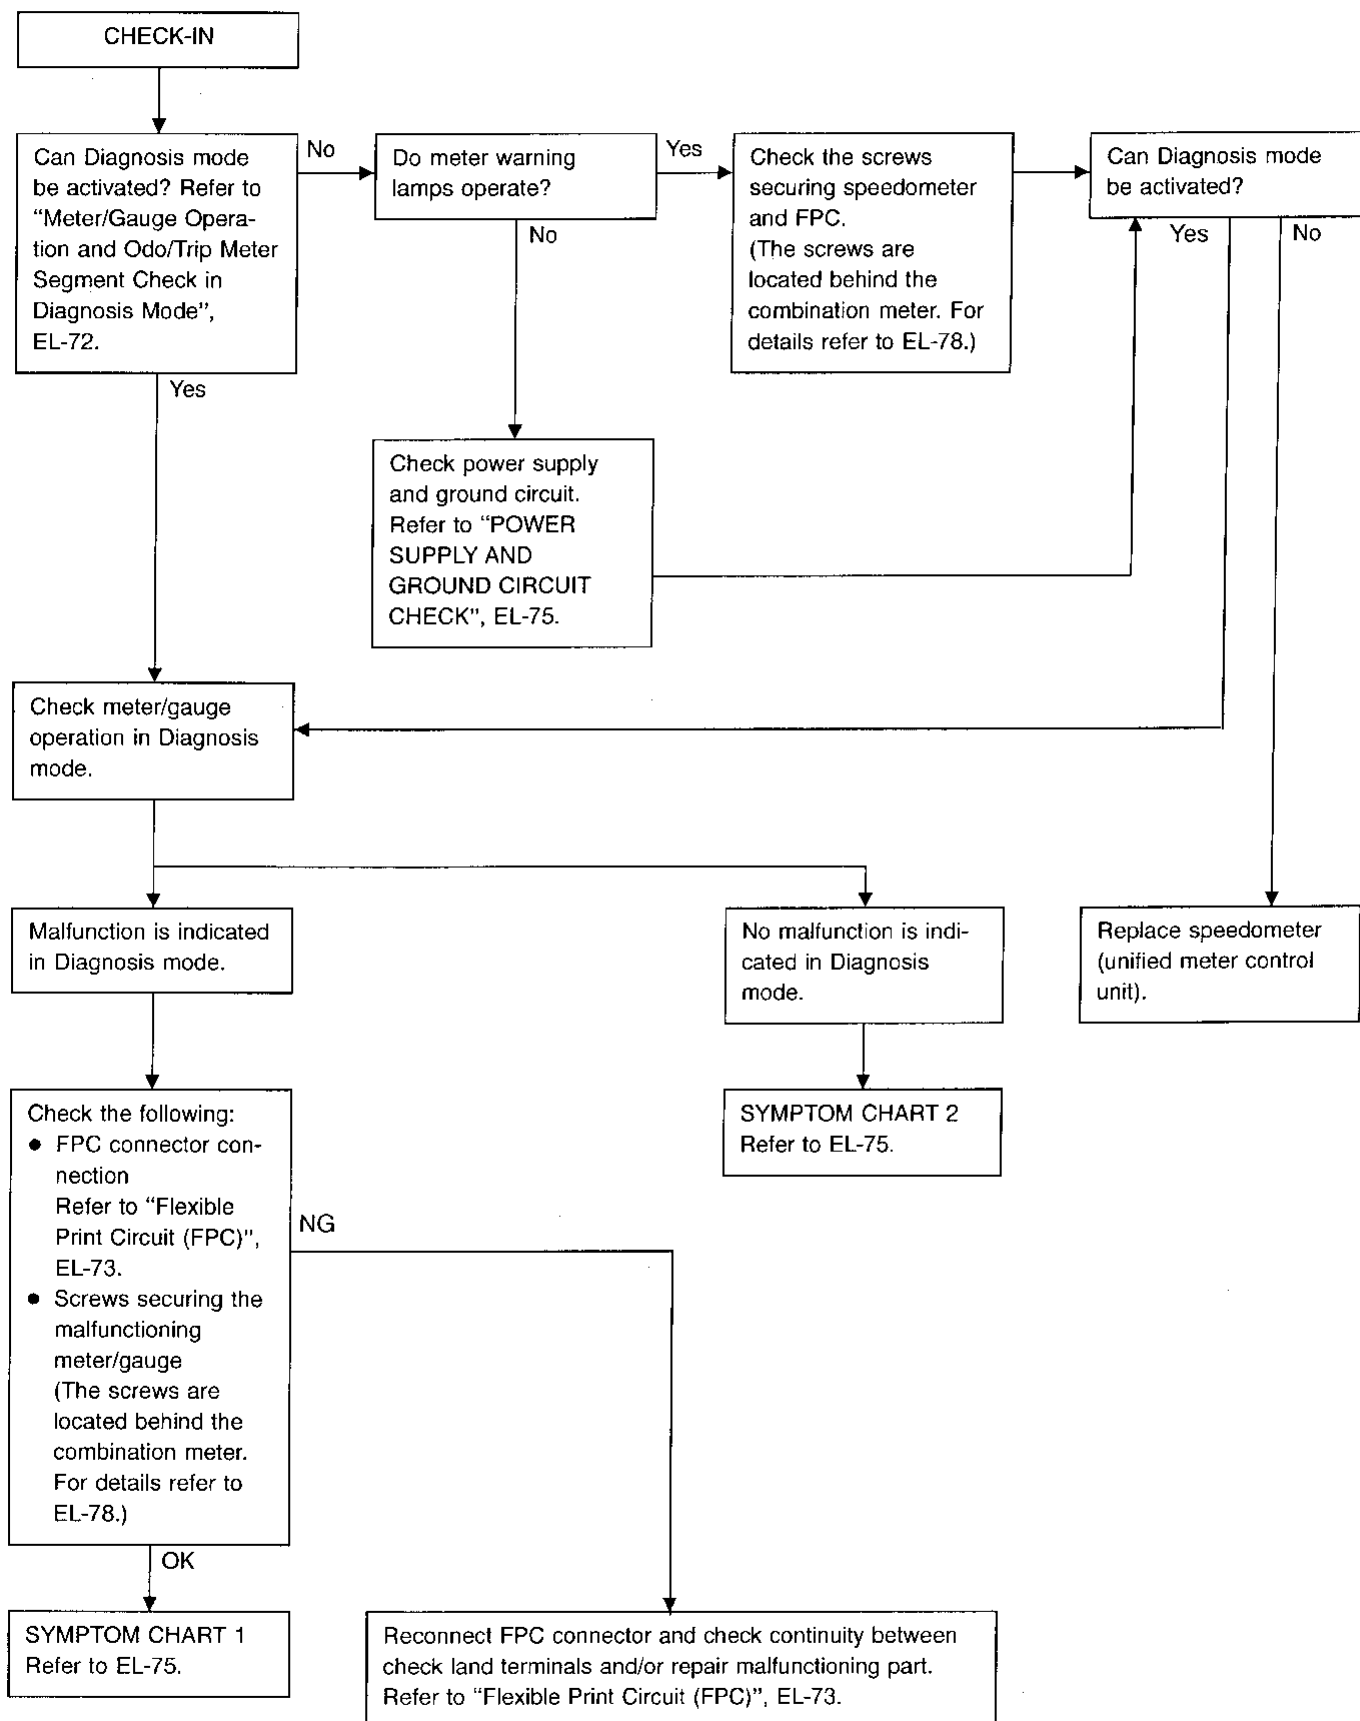 CHECK-IN
Can Diagnosis mode
be activated? Refer to
“Meter/Gauge Opera-
tion and Odo/Trip Meter
Segment Check in
Diagnosis Mode”,
EL-72.
No
Do meter warning
lamps operate?
Yes
Check the screws
securing speedometer
and FPC.
(The screws are
located behind the
combination meter. For
details refer to EL-78.)
Can Diagnosis mode
be activated?
Yes
No
No
Yes
Check power supply
and ground circuit.
Refer to “POWER
SUPPLY AND
GROUND CIRCUIT
CHECK”, EL-75.
Check meter/gauge
operation in Diagnosis
mode.
Malfunction is indicated
in Diagnosis mode.
No malfunction is indi-
cated in Diagnosis
mode.
Replace speedometer
(unified meter control
unit).
Check the following:
● FPC connector con-
nection
Refer to “Flexible
Print Circuit (FPC)”,
EL-73.
● Screws securing the
malfunctioning
meter/gauge
(The screws are
located behind the
combination meter.
For details refer to
EL-78.)
NG
SYMPTOM CHART 2
Refer to EL-75.
OK
SYMPTOM CHART 1
Refer to EL-75.
Reconnect FPC connector and check continuity between
check land terminals and/or repair malfunctioning part.
Refer to “Flexible Print Circuit (FPC)”, EL-73.